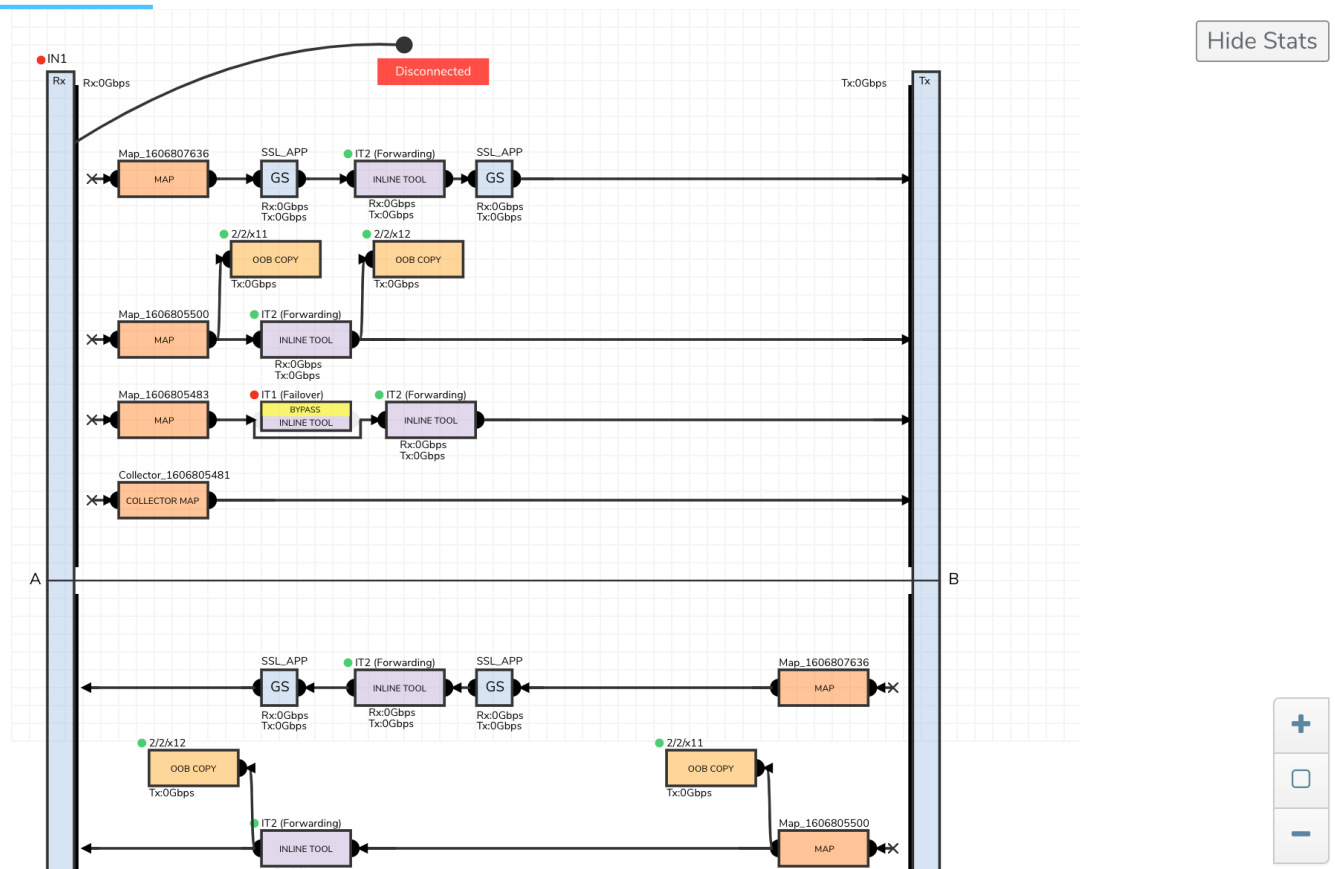 Hide Stats
IN1
Disconnected
Rx
Rx:0Gbps
Tx:0Gbps
Tx
Map_1606807636
SSL_APP
IT2 (Forwarding)
SSL_APP
MAP
GS
INLINE TOOL
GS
Rx:0Gbps
Tx:0Gbps
Rx:0Gbps
Tx:0Gbps
Rx:0Gbps
Tx:0Gbps
2/2/x11
2/2/x12
OOB COPY
OOB COPY
Tx:0Gbps
Tx:0Gbps
Map_1606805500
IT2 (Forwarding)
MAP
INLINE TOOL
Rx:0Gbps
Tx:0Gbps
Map_1606805483
IT1 (Failover)
IT2 (Forwarding)
MAP
BYPASS
INLINE TOOL
INLINE TOOL
Rx:0Gbps
Tx:0Gbps
Collector_1606805481
COLLECTOR MAP
A
B
SSL_APP
IT2 (Forwarding)
SSL_APP
Map_1606807636
GS
INLINE TOOL
GS
MAP
Rx:0Gbps
Tx:0Gbps
Rx:0Gbps
Tx:0Gbps
Rx:0Gbps
Tx:0Gbps
2/2/x12
2/2/x11
OOB COPY
OOB COPY
Tx:0Gbps
Tx:0Gbps
IT2 (Forwarding)
Map_1606805500
INLINE TOOL
MAP